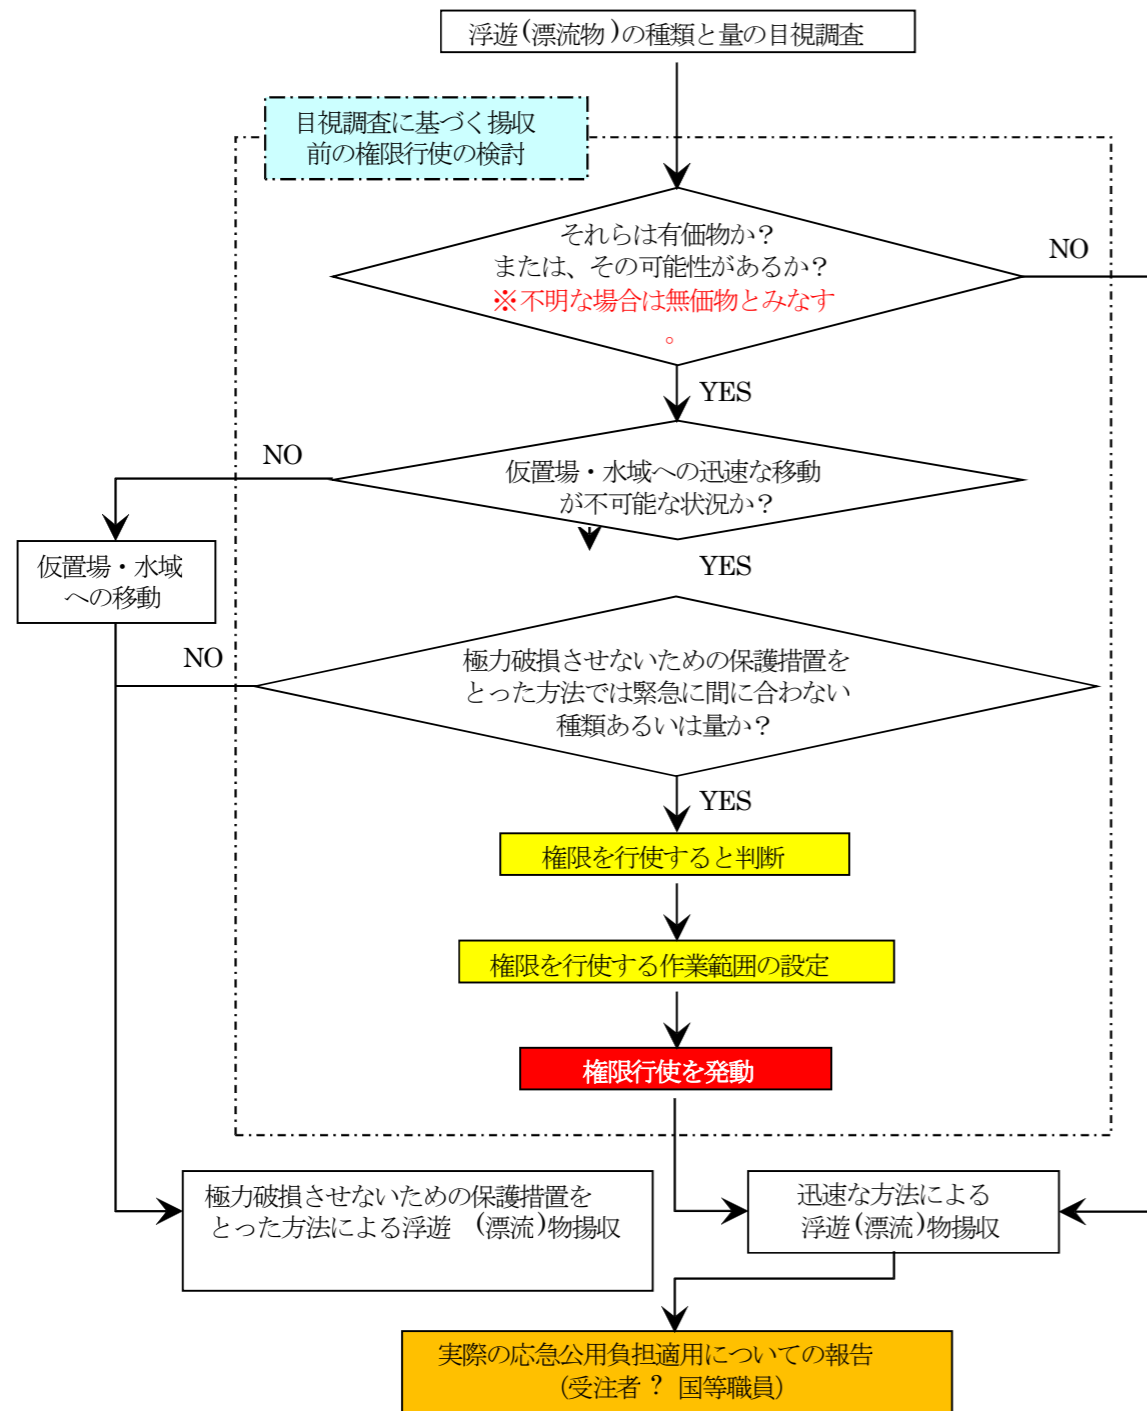 浮遊(漂流物)の種類と量の目視調査
目視調査に基づく揚収
前の権限行使の検討
それらは有価物か？
または、その可能性があるか？
※不明な場合は無価物とみなす
。
NO
YES
仮置場・水域への迅速な移動
が不可能な状況か？
NO
仮置場・水域
への移動
YES
極力破損させないための保護措置を
とった方法では緊急に間に合わない
種類あるいは量か？
NO
YES
権限を行使すると判断
権限を行使する作業範囲の設定
権限行使を発動
極力破損させないための保護措置を
とった方法による浮遊　(漂流)物揚収
迅速な方法による
浮遊(漂流)物揚収
実際の応急公用負担適用についての報告
(受注者？ 国等職員)